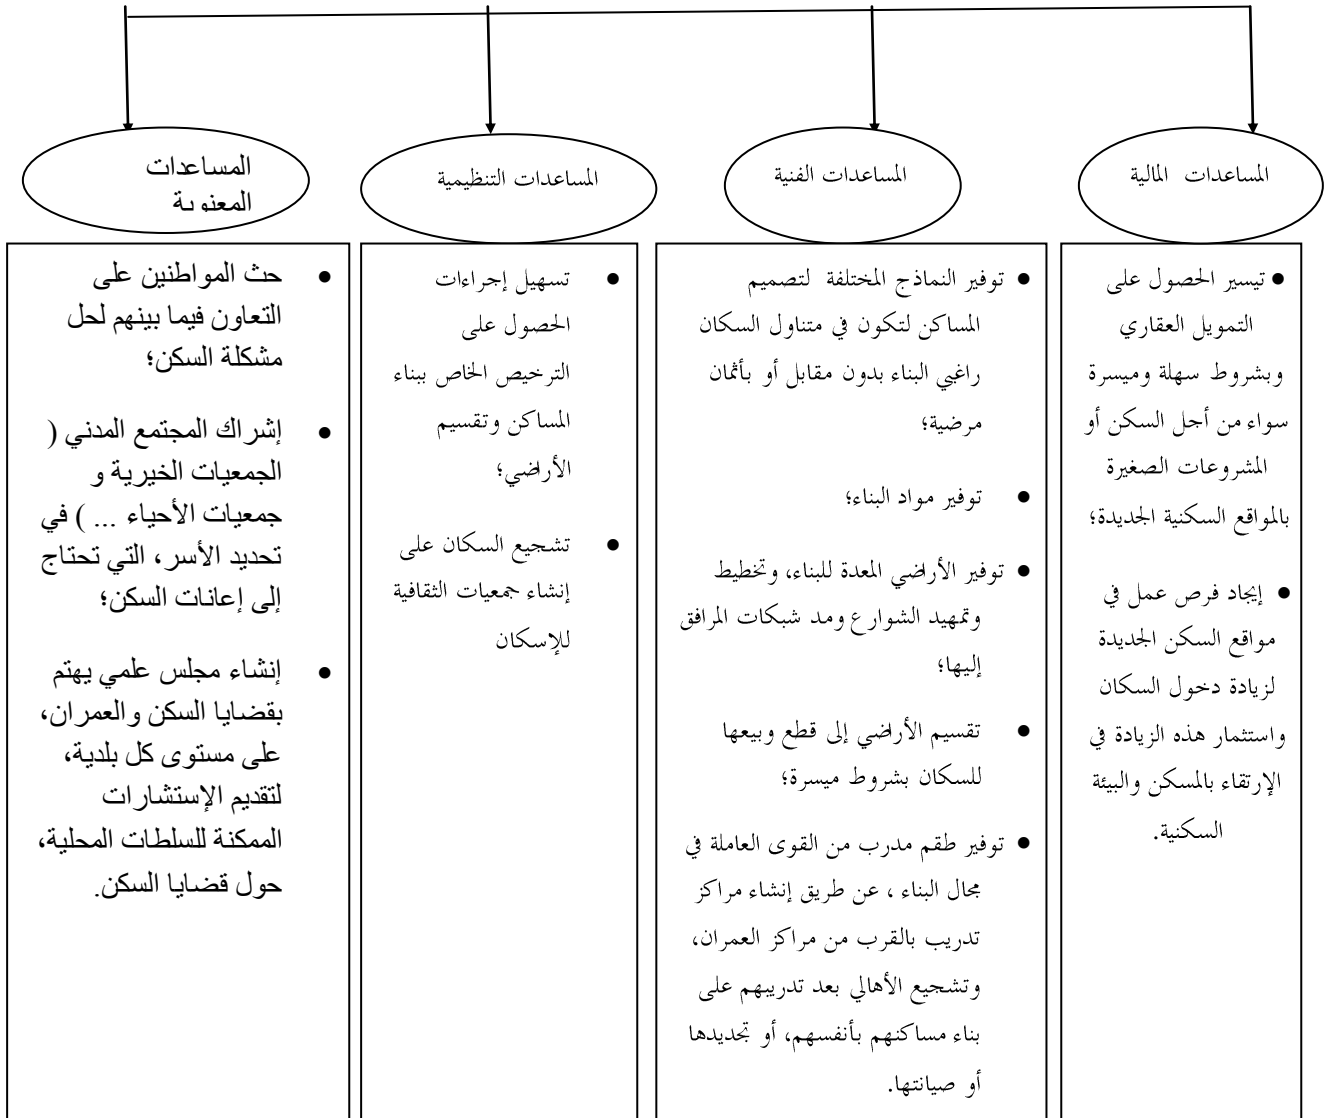 المساعدات المالية
المساعدات الفنية
المساعدات التنظيمية
المساعدات
المعنوية
● تيسير الحصول على
التمويل العقاري
وبشروط سهلة وميسرة
سواء من أجل السكن أو
المشروعات الصغيرة
بالمواقع السكنية الجديدة؛
● إيجاد فرص عمل في
مواقع السكن الجديدة
لزيادة دخول السكان
واستثمار هذه الزيادة في
الإرتقاء بالمسكن والبيئة
السكنية.
● توفير النماذج المختلفة لتصميم
المساكن لتكون في متناول السكان
راغبي البناء بدون مقابل أو بأثمان
مرضية؛
● توفير مواد البناء؛
● توفير الأراضي المعدة للبناء، وتخطيط
وتمهيد الشوارع ومد شبكات المرافق
إليها؛
● تقسيم الأراضي إلى قطع وبيعها
للسكان بشروط ميسرة؛
● توفير طقم مدرب من القوى العاملة في
مجال البناء ، عن طريق إنشاء مراكز
تدريب بالقرب من مراكز العمران،
وتشجيع الأهالي بعد تدريبهم على
بناء مساكنهم بأنفسهم، أو تجديدها
أو صيانتها.
● تسهيل إجراءات
الحصول على
الترخيص الخاص ببناء
المساكن وتقسيم
الأراضي؛
● تشجيع السكان على
إنشاء جمعيات الثقافية
للإسكان
● حث المواطنين على
التعاون فيما بينهم لحل
مشكلة السكن؛
● إشراك المجتمع المدني (
الجمعيات الخيرية و
جمعيات الأحياء ... ) في
تحديد الأسر، التي تحتاج
إلى إعانات السكن؛
● إنشاء مجلس علمي يهتم
بقضايا السكن والعمران،
على مستوى كل بلدية،
لتقديم الإستشارات
الممكنة للسلطات المحلية،
حول قضايا السكن.